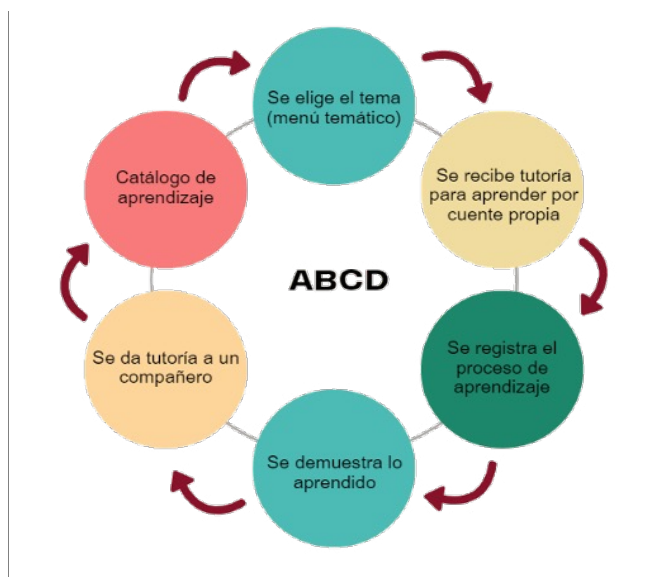 Se elige el tema
(menú temático)
Se recibe tutoría
para aprender por
cuente propia
Se registra el
proceso de
aprendizaje
Se demuestra lo
aprendido
Se da tutoría a un
compañero
Catálogo de
aprendizaje
ABCD